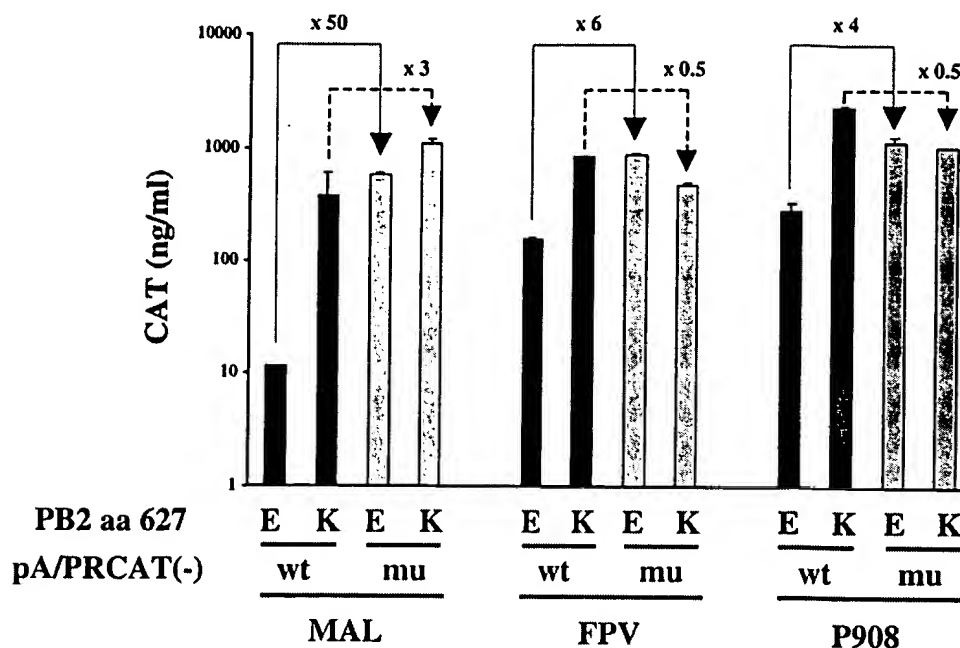 x 50
x 6
x 4
x 3
x 0.5
x 0.5
10000
1000
100
10
1
CAT (ng/ml)
PB2 aa 627 E K E K E K E K E K E K
pA/PRCAT(-) wt mu wt mu wt mu
MAL FPV P908